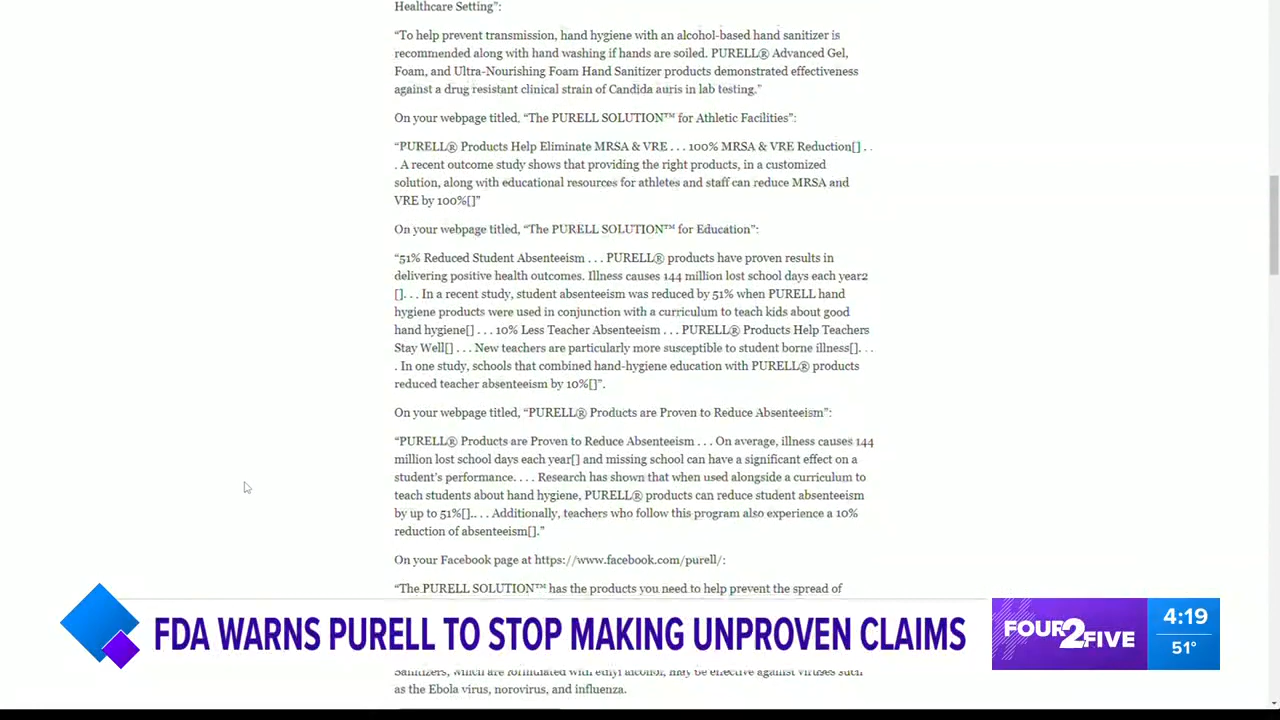 Healthcare Setting”:
“To help prevent transmission, hand hygiene with an alcohol-based hand sanitizer is
recommended along with hand washing if hands are soiled. PURELL® Advanced Gel,
Foam, and Ultra-Nourishing Foam Hand Sanitizer products demonstrated effectiveness
against a drug resistant clinical strain of Candida auris in lab testing.”
On your webpage titled, “The PURELL SOLUTION™ for Athletic Facilities”:
“PURELL® Products Help Eliminate MRSA & VRE . . . 100% MRSA & VRE Reduction[] . .
. A recent outcome study shows that providing the right products, in a customized
solution, along with educational resources for athletes and staff can reduce MRSA and
VRE by 100%[]”
On your webpage titled, “The PURELL SOLUTION™ for Education”:
“51% Reduced Student Absenteeism . . . PURELL® products have proven results in
delivering positive health outcomes. Illness causes 144 million lost school days each year2
[]. . . In a recent study, student absenteeism was reduced by 51% when PURELL hand
hygiene products were used in conjunction with a curriculum to teach kids about good
hand hygiene[] . . . 10% Less Teacher Absenteeism . . . PURELL® Products Help Teachers
Stay Well[] . . . New teachers are particularly more susceptible to student borne illness[]. . .
. In one study, schools that combined hand-hygiene education with PURELL® products
reduced teacher absenteeism by 10%[]”.
On your webpage titled, “PURELL® Products are Proven to Reduce Absenteeism”:
“PURELL® Products are Proven to Reduce Absenteeism . . . On average, illness causes 144
million lost school days each year[] and missing school can have a significant effect on a
student’s performance. . . . Research has shown that when used alongside a curriculum to
teach students about hand hygiene, PURELL® products can reduce student absenteeism
by up to 51%[].. . . Additionally, teachers who follow this program also experience a 10%
reduction of absenteeism[].”
On your Facebook page at https://www.facebook.com/purell/:
“The PURELL SOLUTION™ has the products you need to help prevent the spread of
FDA WARNS PURELL TO STOP MAKING UNPROVEN CLAIMS
FOUR2FIVE
4:19
51°
Sanitizers, which are formulated with ethyl alcohol, may be effective against viruses such
as the Ebola virus, norovirus, and influenza.